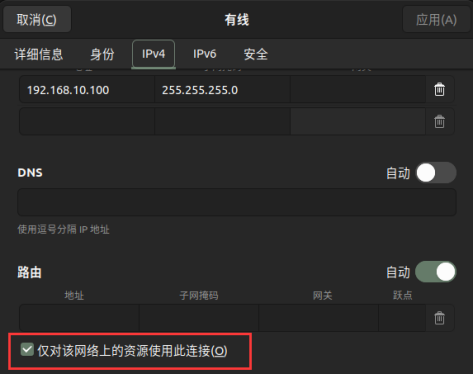 取消(C)
有线
应用(A)
详细信息
身份
IPv4
IPv6
安全
192.168.10.100
255.255.255.0
DNS
自动
使用逗号分隔 IP 地址
路由
自动
地址
子网掩码
网关
跃点
仅对该网络上的资源使用此连接(O)